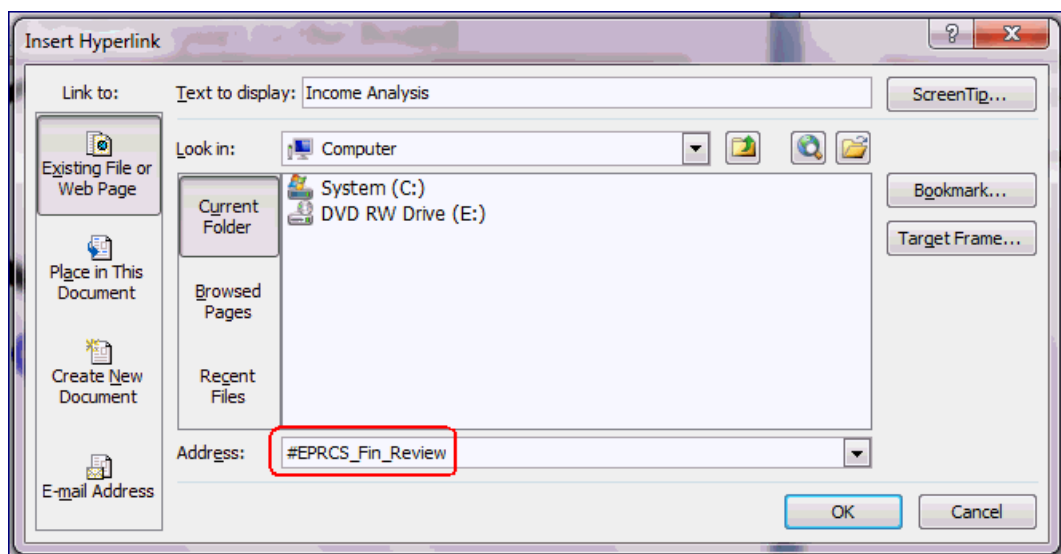 Insert Hyperlink
Link to:
Text to display: Income Analysis
ScreenTip...
Existing File or
Web Page
Look in: Computer
Current
Folder
System (C:)
DVD RW Drive (E:)
Bookmark...
Target Frame...
Place in This
Document
Browsed
Pages
Create New
Document
Recent
Files
Address: #EPRCS_Fin_Review
E-mail Address
OK Cancel